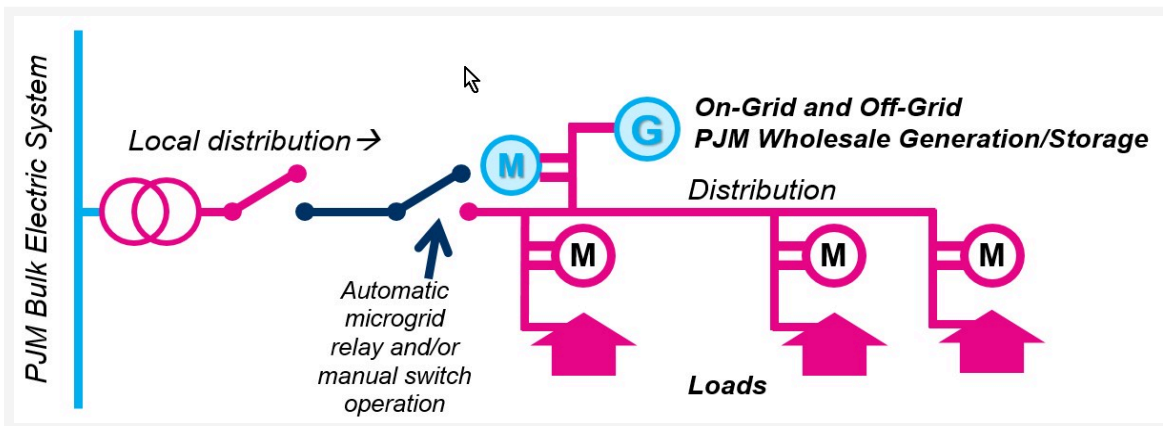 PJM Bulk Electric System
Local distribution →
M
G
On-Grid and Off-Grid
PJM Wholesale Generation/Storage
Distribution
Automatic
microgrid
relay and/or
manual switch
operation
M
M
M
Loads